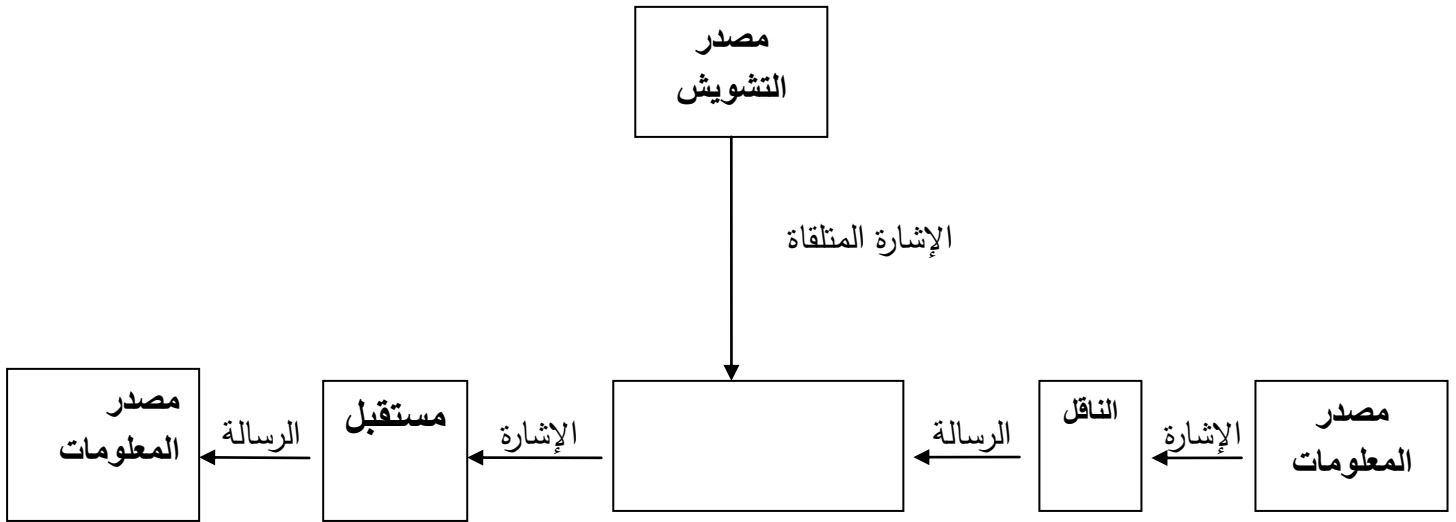 مصدر
التشويش
الإشارة المتلقاة
مصدر
المعلومات
الإشارة
الناقل
الرسالة
الإشارة
مستقبل
الرسالة
مصدر
المعلومات